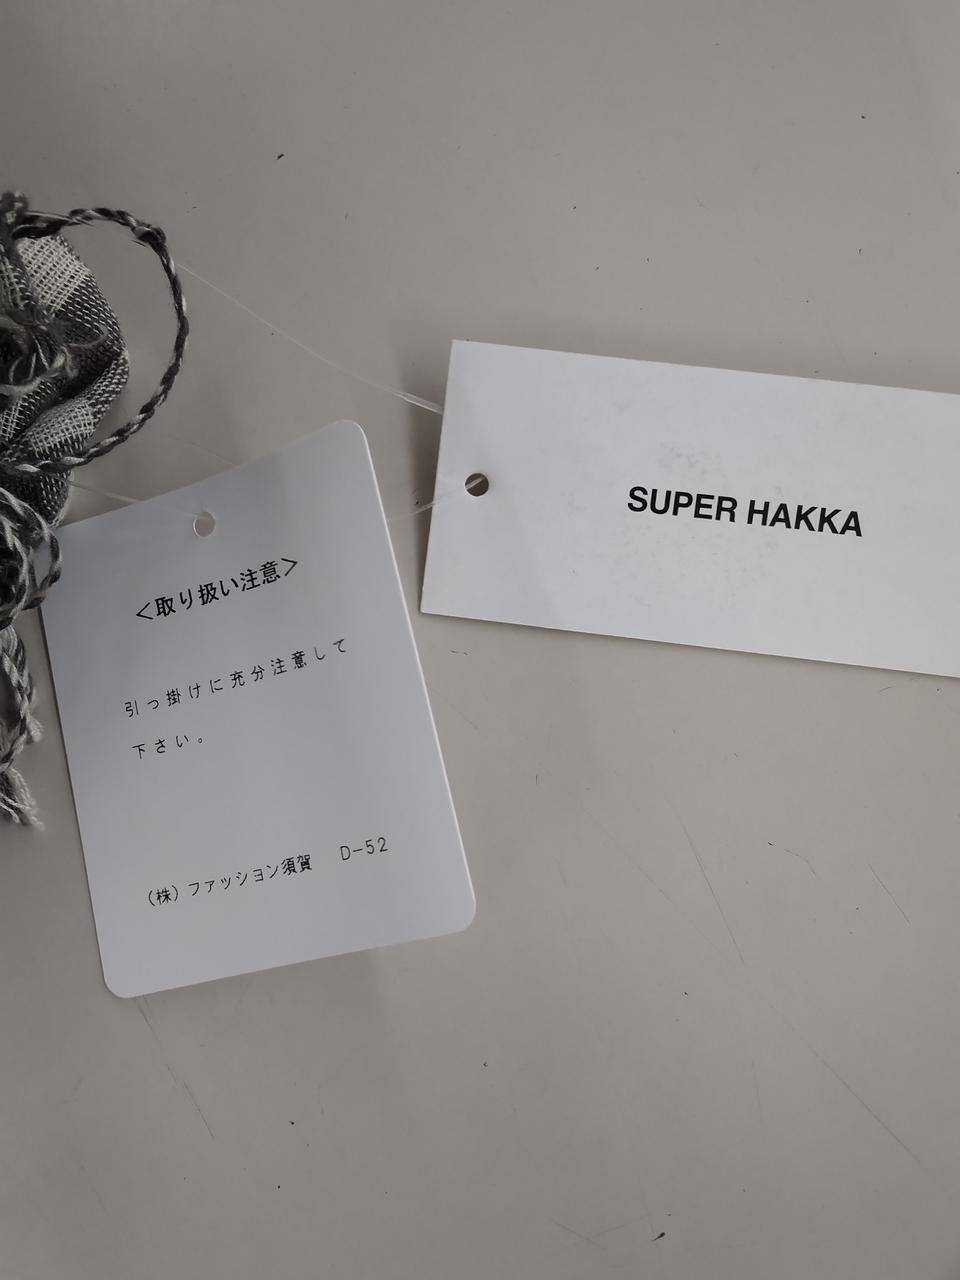 <取り扱い注意>
引っ掛けに充分注意して
下さい。
(株)ファッション須賀 D-52
SUPER HAKKA